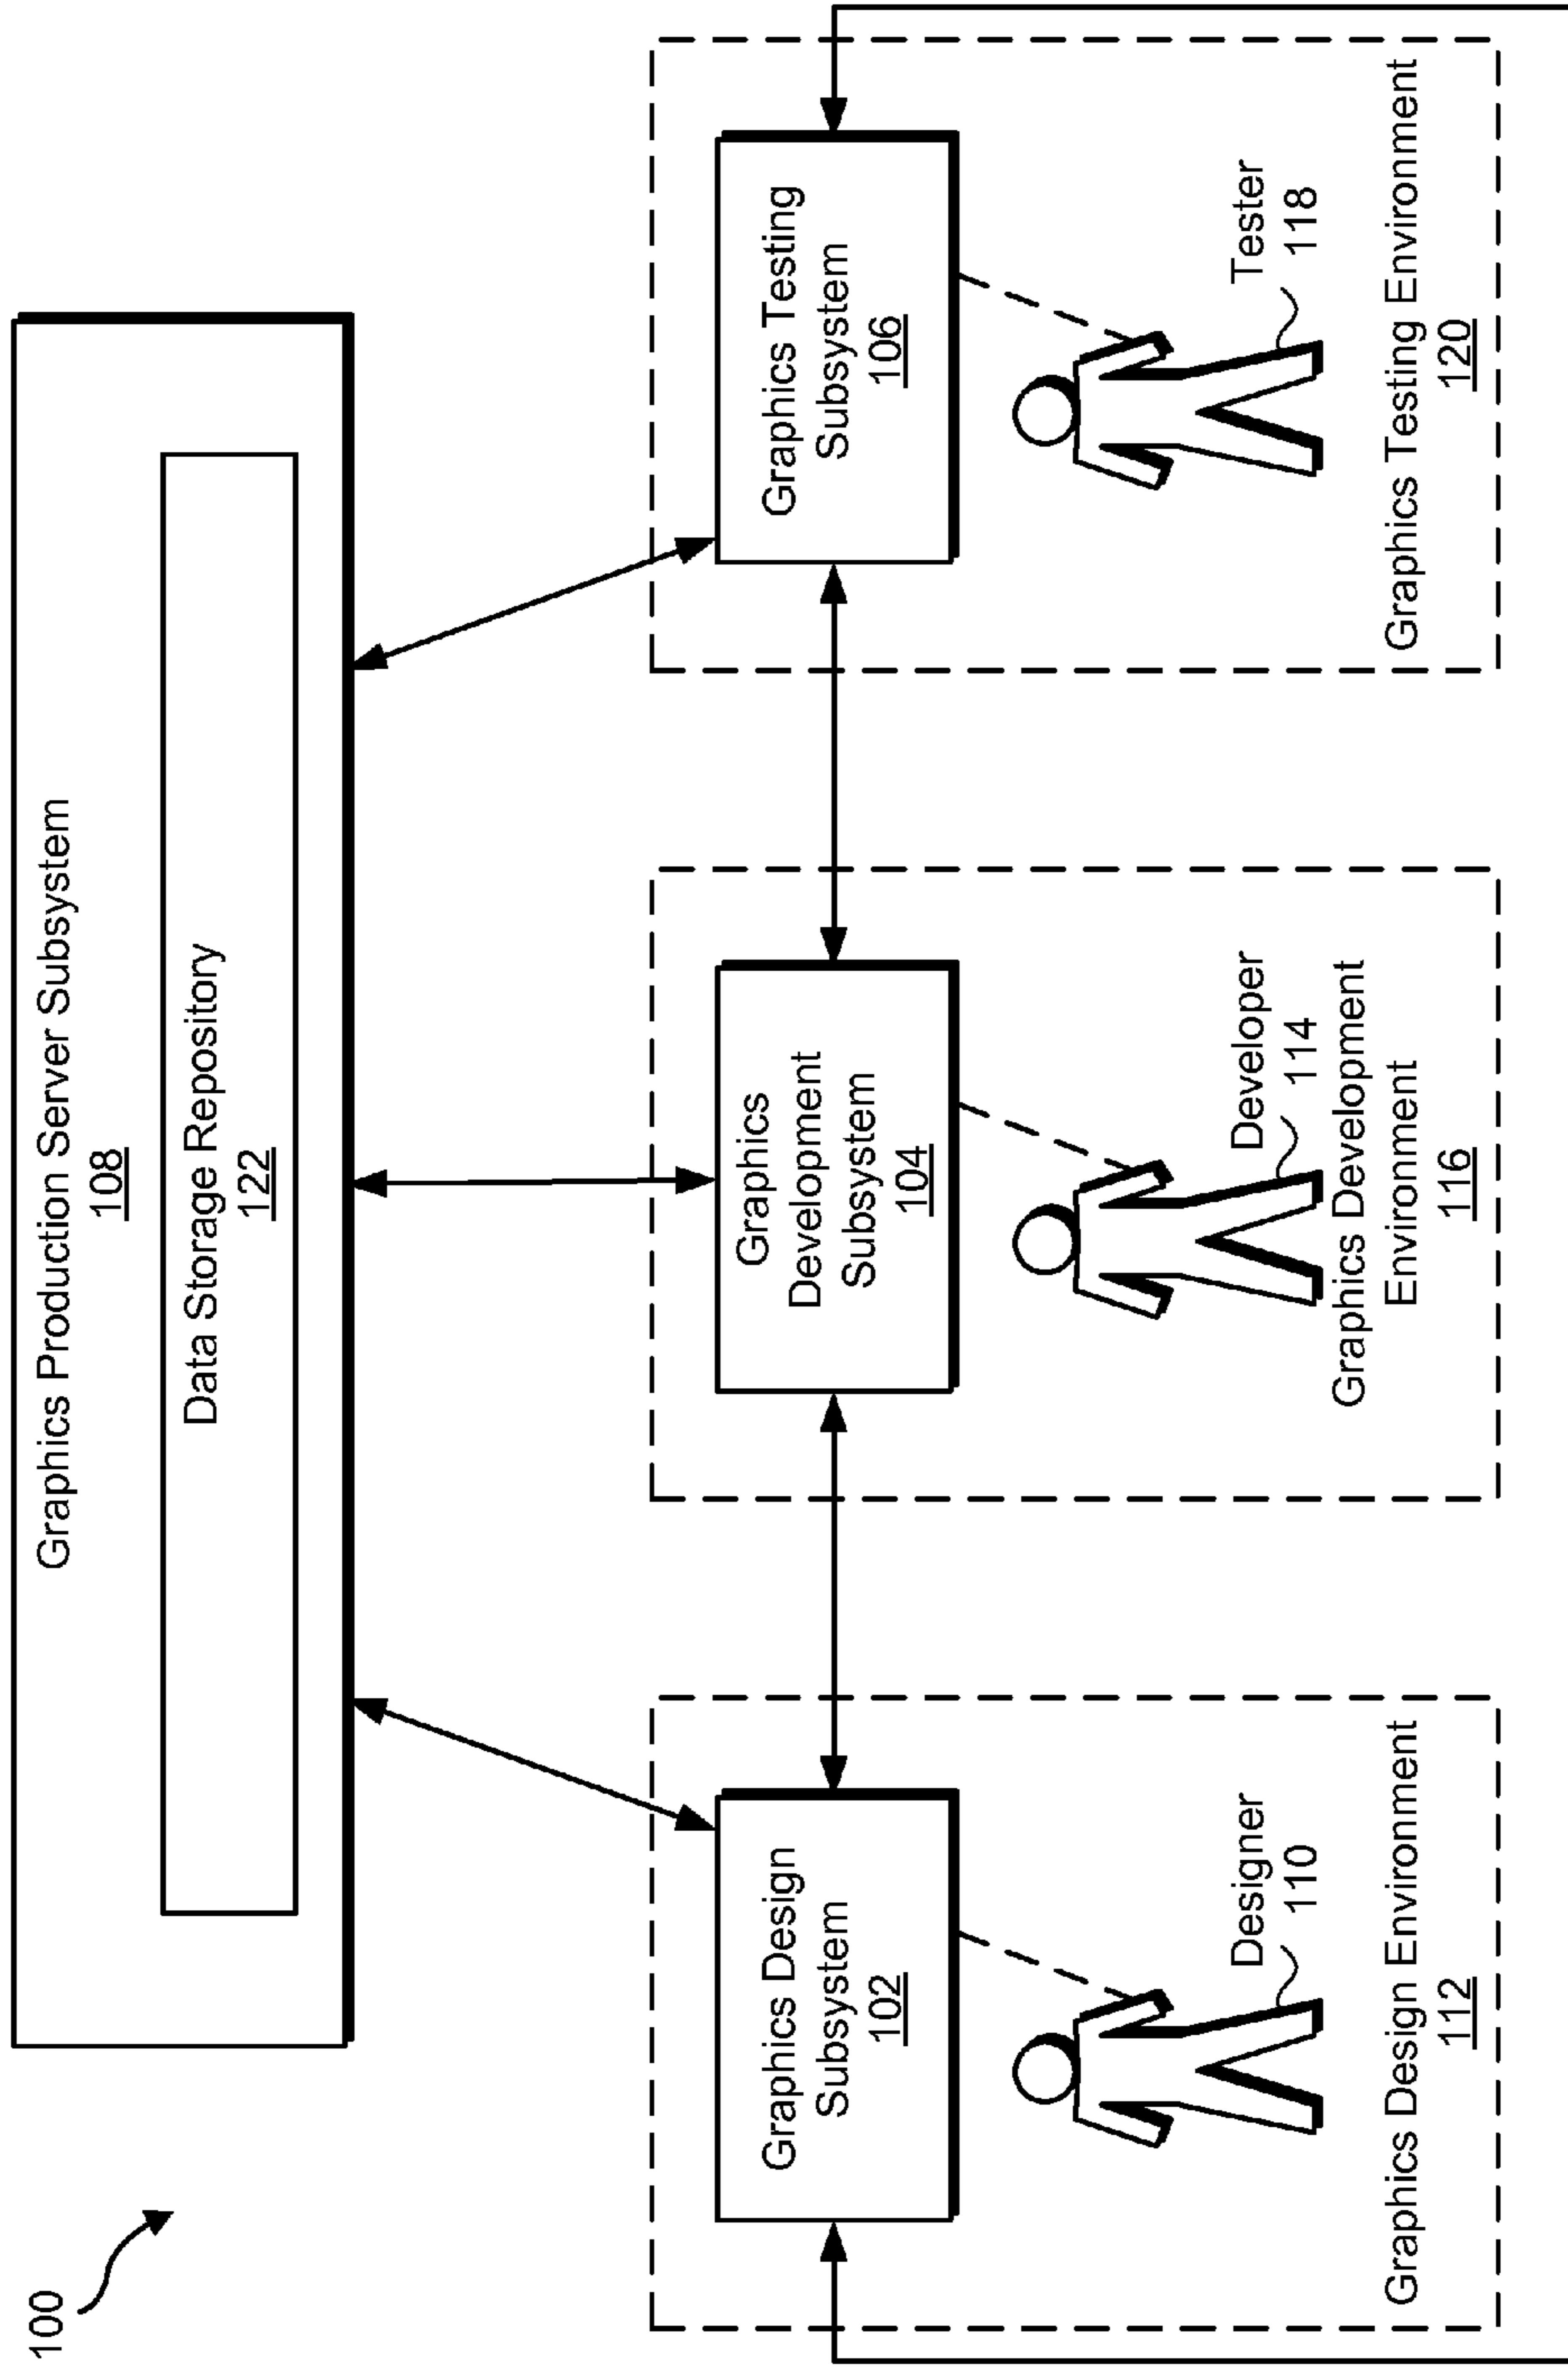 100
Graphics Production Server Subsystem
108
Data Storage Repository
122
Graphics Design
Subsystem
102
Designer
110
Graphics Design Environment
112
Graphics
Development
Subsystem
104
Developer
114
Graphics Development
Environment
116
Graphics Testing
Subsystem
106
Tester
118
Graphics Testing Environment
120